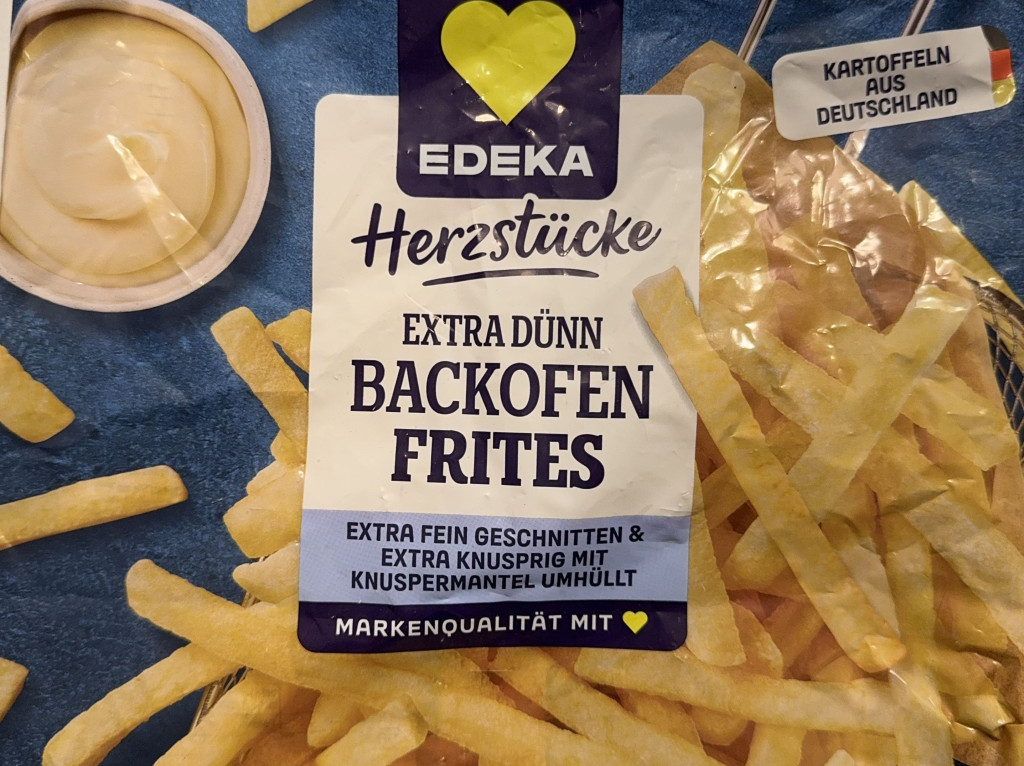 EDEKA
Herzstücke
EXTRA DÜNN
BACKOFEN
FRITES
EXTRA FEIN GESCHNITTEN &
EXTRA KNUSPRIG MIT
KNUSPERMANTEL UMHÜLLT
MARKENQUALITÄT MIT
KARTOFFELN
AUS
DEUTSCHLAND